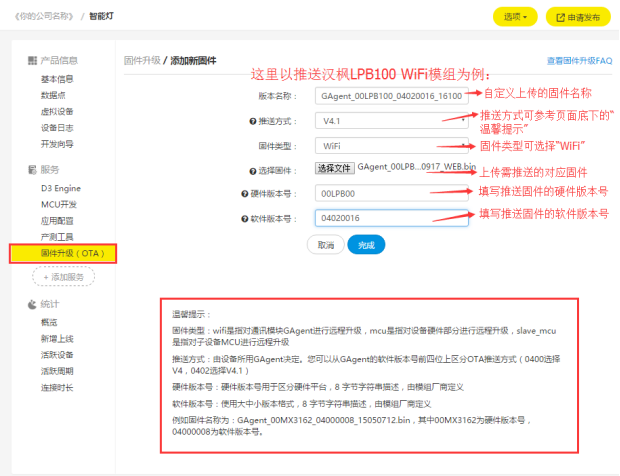 《你的公司名称》 / 智能灯
选项
申请发布
产品信息
基本信息
数据点
虚拟设备
设备日志
开发向导
服务
D3 Engine
MCU开发
应用配置
产测工具
固件升级（OTA）
+ 添加服务
统计
概览
新增上线
活跃设备
活跃周期
连接时长
固件升级 / 添加新固件
查看固件升级FAQ
这里以推送汉枫LPB100 WiFi模组为例：
版本名称： GAgent_00LPB100_04020016_16100
自定义上传的固件名称
推送方式： V4.1
推送方式可参考页面底下的“
温馨提示”
固件类型： WiFi
固件类型可选择"WIFI"
选择固件： 选择文件 GAgent_00LPB...0917_WEB.bin
上传需推送的对应固件
硬件版本号： 00LPB00
填写推送固件的硬件版本号
软件版本号： 04020016
填写推送固件的软件版本号
取消
完成
温馨提示：
固件类型：wifi是指对通讯模块GAgent进行远程升级，mcu是指对设备硬件部分进行远程升级，slave_mcu
是指对子设备MCU进行远程升级
推送方式：由设备所用GAgent决定。您可以从GAgent的软件版本号前四位上区分OTA推送方式（0400选择
V4，0402选择V4.1）
硬件版本号：硬件版本号用于区分硬件平台，8 字节字符串描述，由模组厂商定义
软件版本号：使用大中小版本格式，8 字节字符串描述，由模组厂商定义
例如固件名称为：GAgent_00MX3162_04000008_15050712.bin，其中00MX3162为硬件版本号，
04000008为软件版本号。